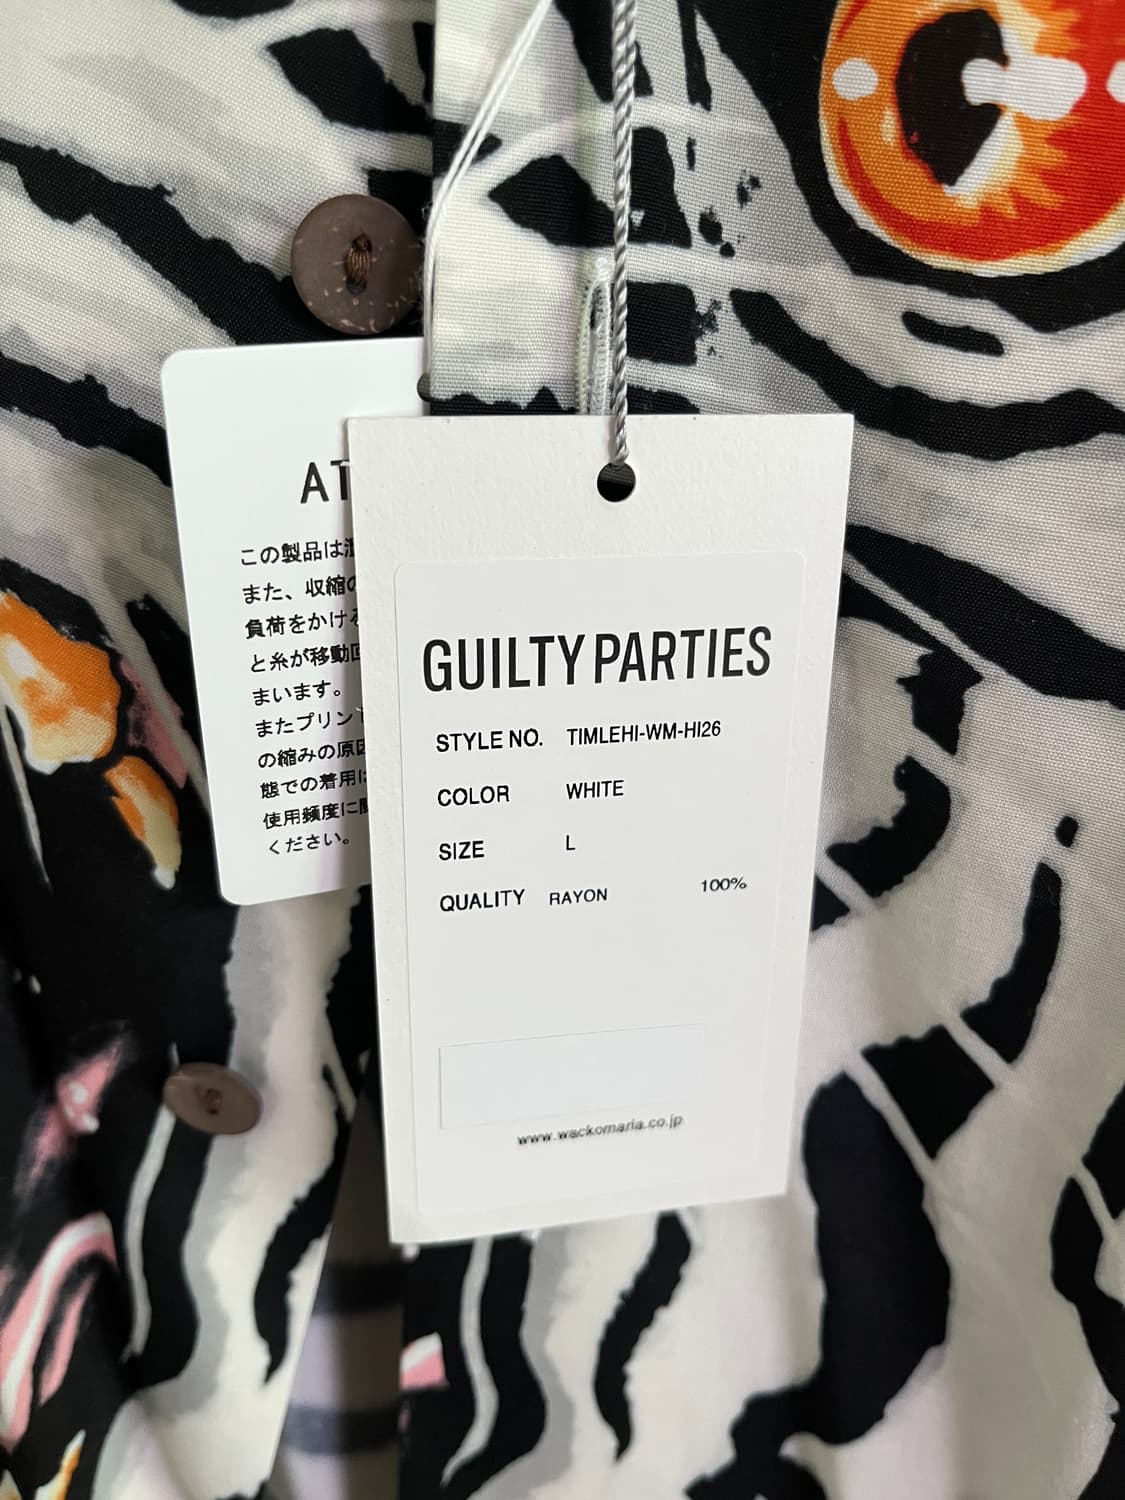 AT
この製品は
また、収縮の
負荷をかける
と糸が移動
まいます。
またプリント
の縮みの原因
態での着用は
使用頻度に
ください。
GUILTY PARTIES
STYLE NO. TIMLEHI-WM-HI26
COLOR WHITE
SIZE L
QUALITY RAYON 100%
www.wackomaria.co.jp